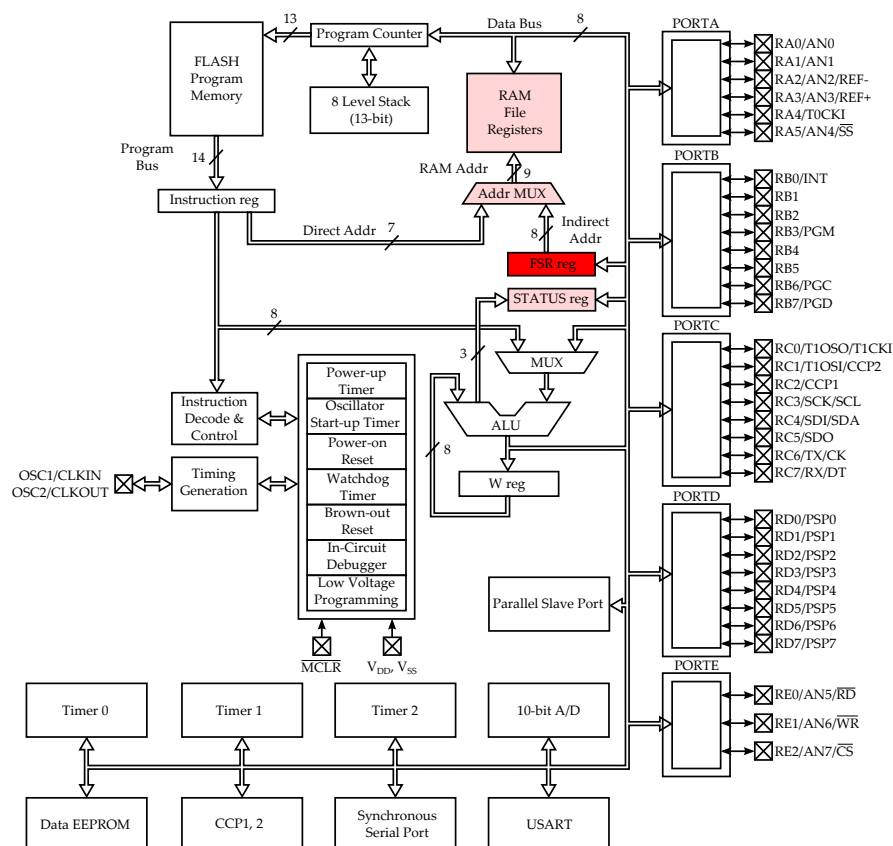 13
Program Counter
Data Bus
8
PORTA
FLASH
Program
Memory
8 Level Stack
(13-bit)
RAM
File
Registers
RA0/AN0
RA1/AN1
RA2/AN2/REF-
RA3/AN3/REF+
RA4/T0CKI
RA5/AN4/SS
Program
Bus
14
RAM Addr
9
PORTB
Instruction reg
Addr MUX
Direct Addr
7
8
Indirect
Addr
FSR reg
STATUS reg
RB0/INT
RB1
RB2
RB3/PGM
RB4
RB5
RB6/PGC
RB7/PGD
8
3
MUX
PORTC
RC0/T1OSO/T1CKI
RC1/T1OSI/CCP2
RC2/CCP1
RC3/SCK/SCL
RC4/SDI/SDA
RC5/SDO
RC6/TX/CK
RC7/RX/DT
Power-up
Timer
Oscillator
Start-up Timer
Power-on
Reset
Watchdog
Timer
Brown-out
Reset
In-Circuit
Debugger
Low Voltage
Programming
Instruction
Decode &
Control
ALU
8
W reg
OSC1/CLKIN
OSC2/CLKOUT
Timing
Generation
PORTD
Parallel Slave Port
RD0/PSP0
RD1/PSP1
RD2/PSP2
RD3/PSP3
RD4/PSP4
RD5/PSP5
RD6/PSP6
RD7/PSP7
MCLR
VDD, VSS
PORTE
RE0/AN5/RD
RE1/AN6/WR
RE2/AN7/CS
Timer 0
Timer 1
Timer 2
10-bit A/D
Data EEPROM
CCP1, 2
Synchronous
Serial Port
USART